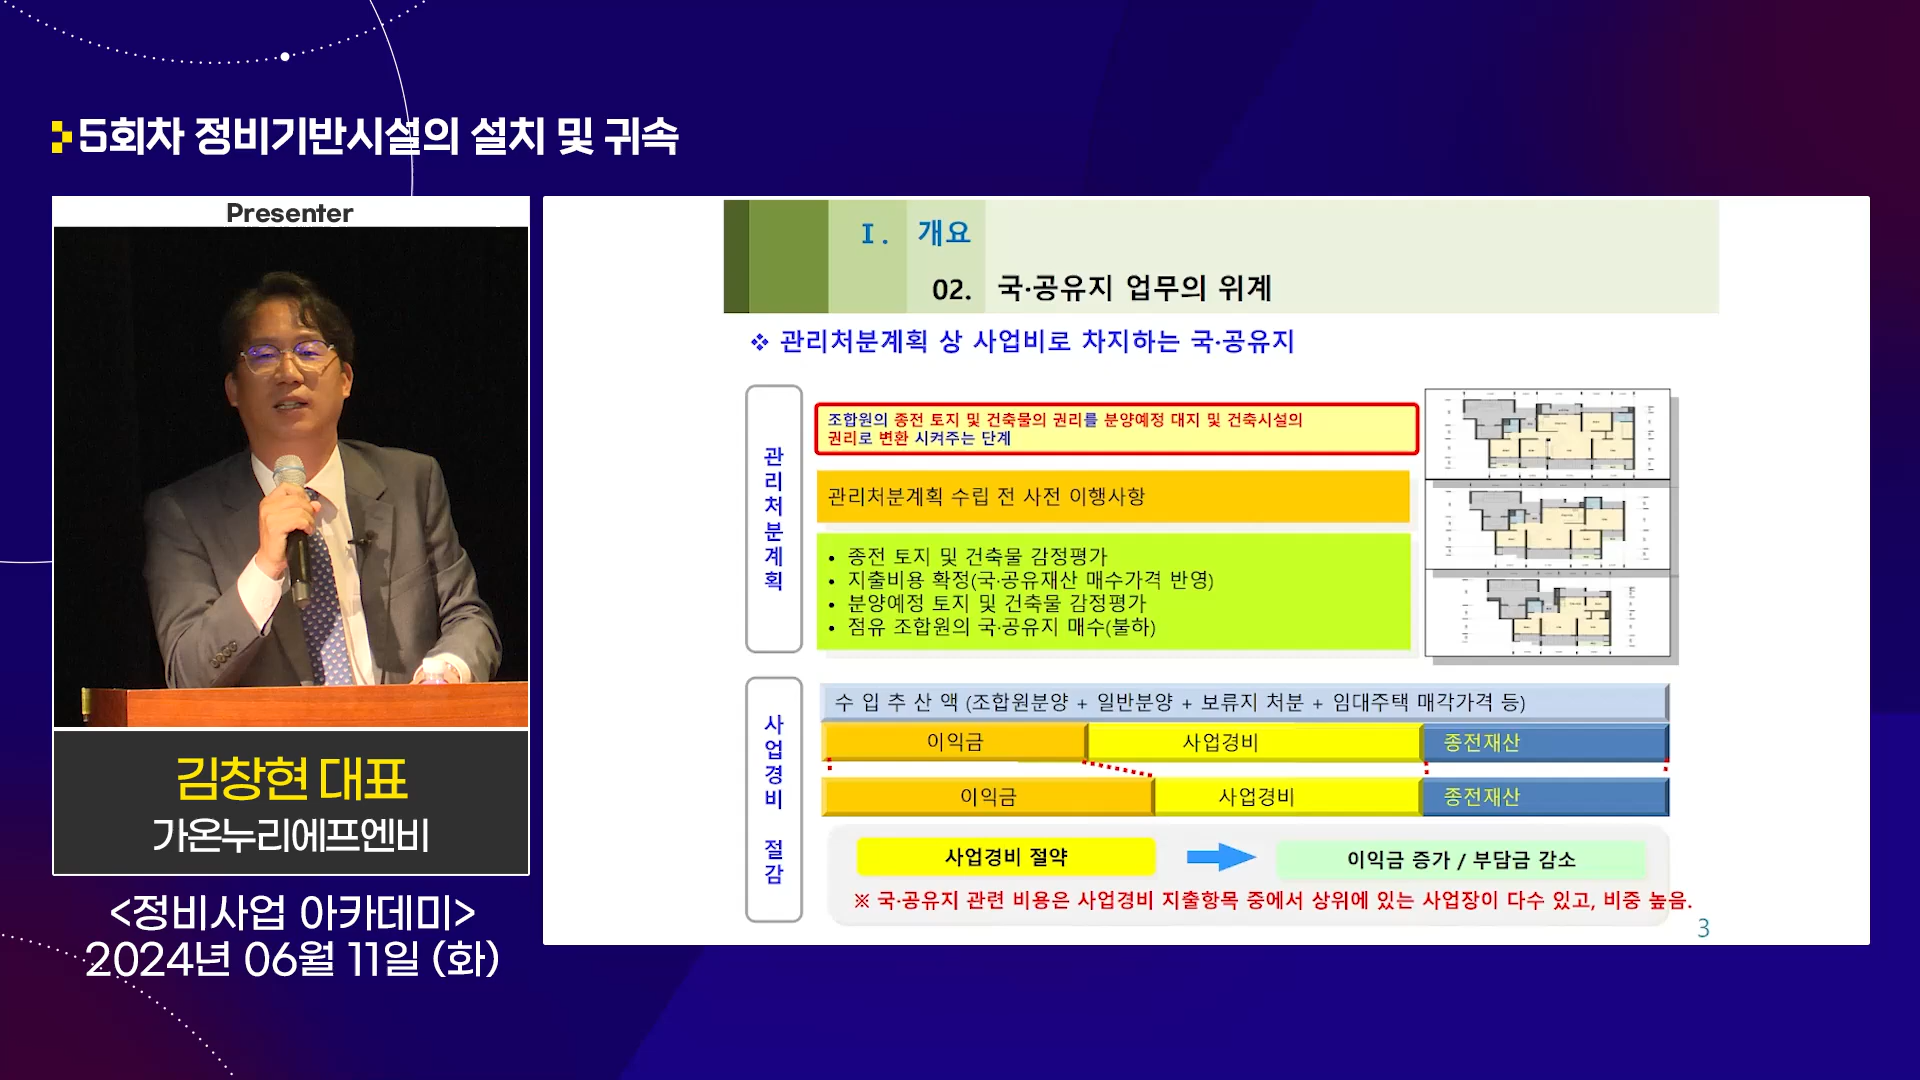 5회차 정비기반시설의 설치 및 귀속
Presenter
김창현 대표
가온누리에프엔비
<정비사업 아카데미>
2024년 06월 11일 (화)
I. 개요
02. 국·공유지 업무의 위계
❖ 관리처분계획 상 사업비로 차지하는 국·공유지
관리처분계획
조합원의 종전 토지 및 건축물의 권리를 분양예정 대지 및 건축시설의
권리로 변환 시켜주는 단계
관리처분계획 수립 전 사전 이행사항
• 종전 토지 및 건축물 감정평가
• 지출비용 확정(국·공유재산 매수가격 반영)
• 분양예정 토지 및 건축물 감정평가
• 점유 조합원의 국·공유지 매수(불하)
사업경비 절감
수 입 추 산 액 (조합원분양 + 일반분양 + 보류지 처분 + 임대주택 매각가격 등)
이익금 사업경비 종전재산
이익금 사업경비 종전재산
사업경비 절약
이익금 증가 / 부담금 감소
※ 국·공유지 관련 비용은 사업경비 지출항목 중에서 상위에 있는 사업장이 다수 있고, 비중 높음.
3